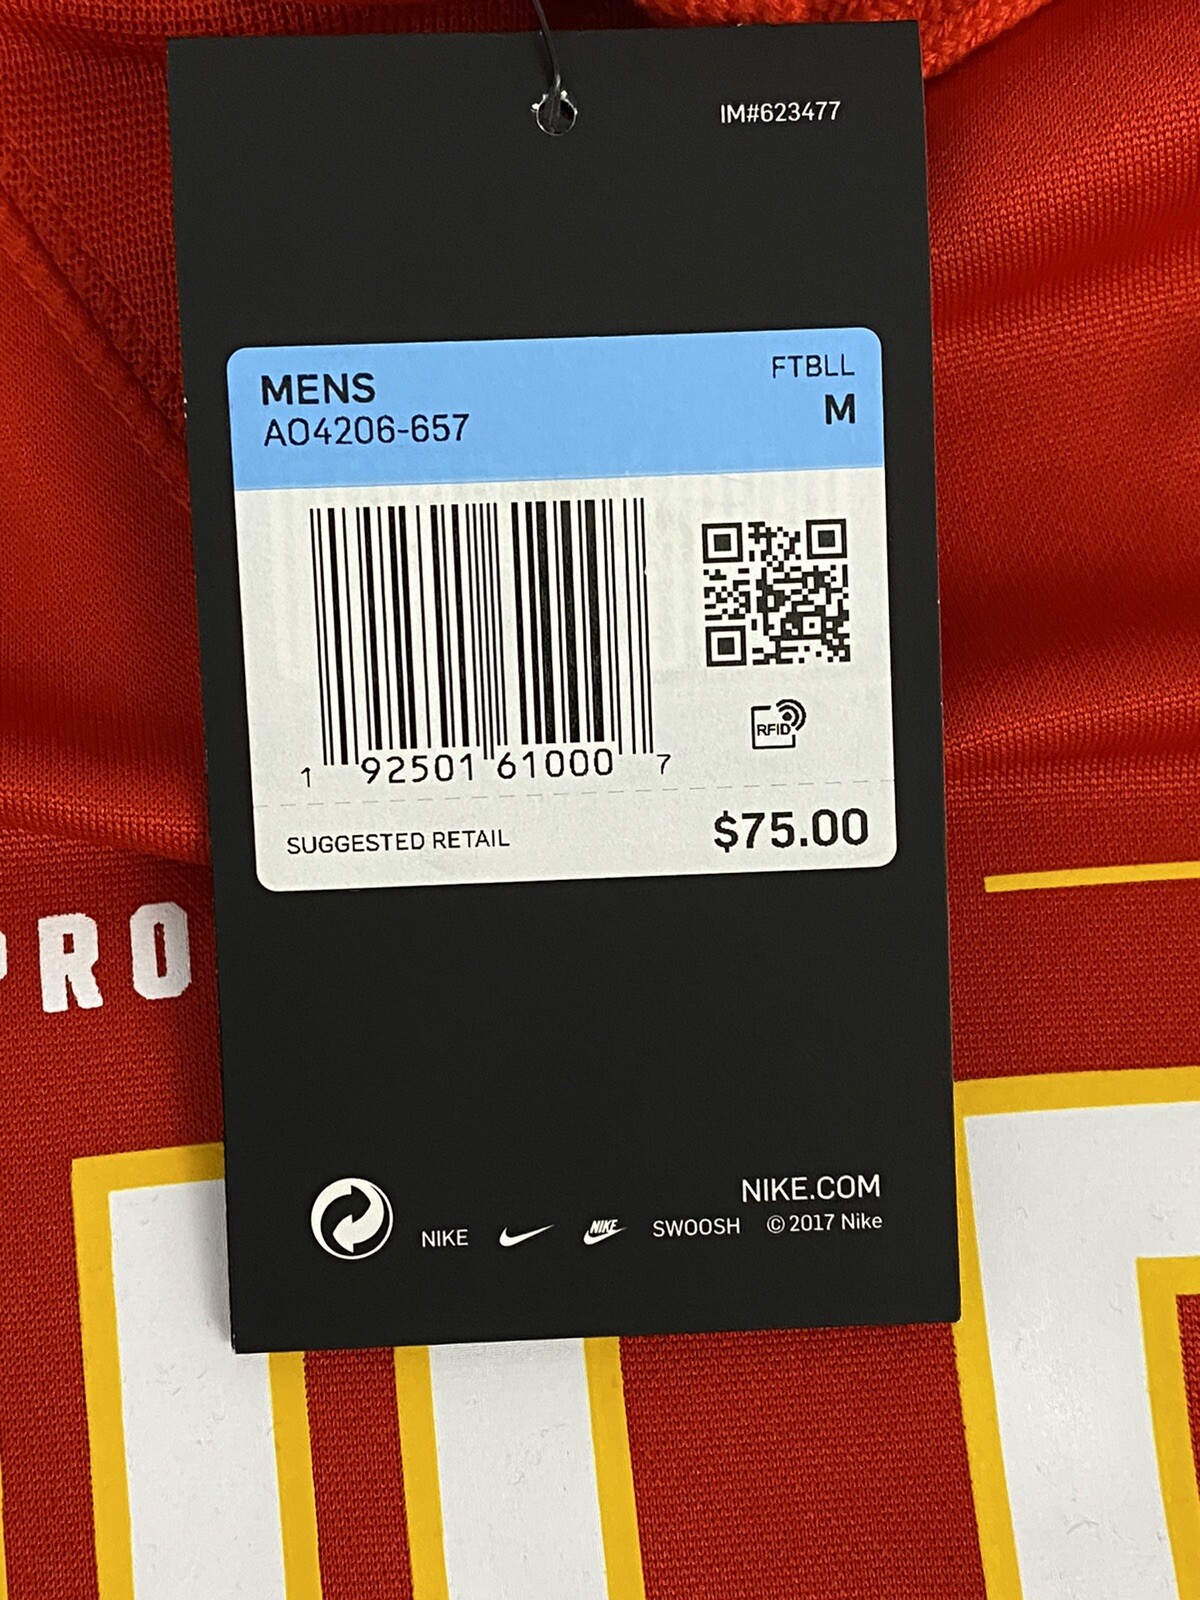 IM#623477
MENS
FTBLL
AO4206-657
M
RFID
1 92501 61000 7
SUGGESTED RETAIL
$75.00
PRO
NIKE.COM
NIKE NIKE SWOOSH © 2017 Nike